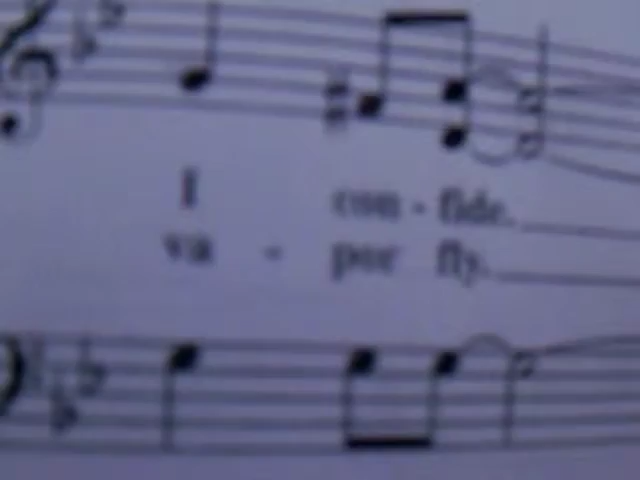 I con - fide.
va - por fly.